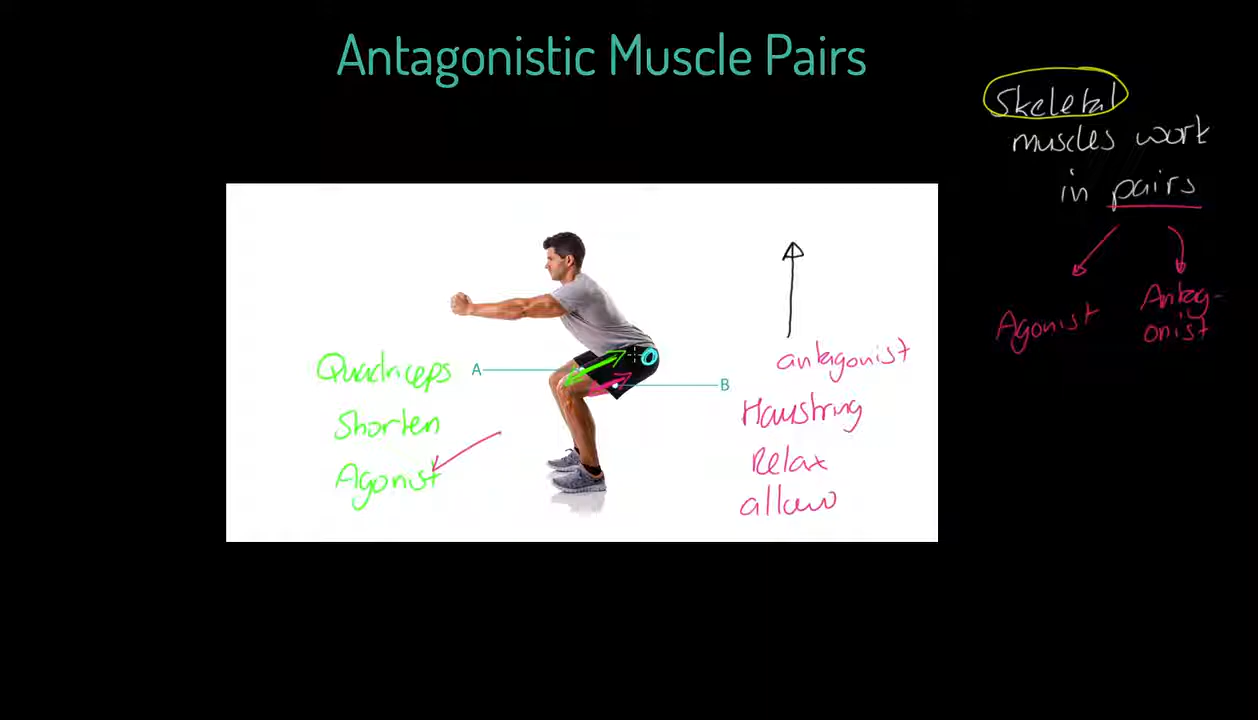 Antagonistic Muscle Pairs
Skeletal
muscles work
in pairs
Agonist
Antag-
onist
Quadriceps
Shorten
Agonist
A
B
antagonist
Hamstring
Relax
allow